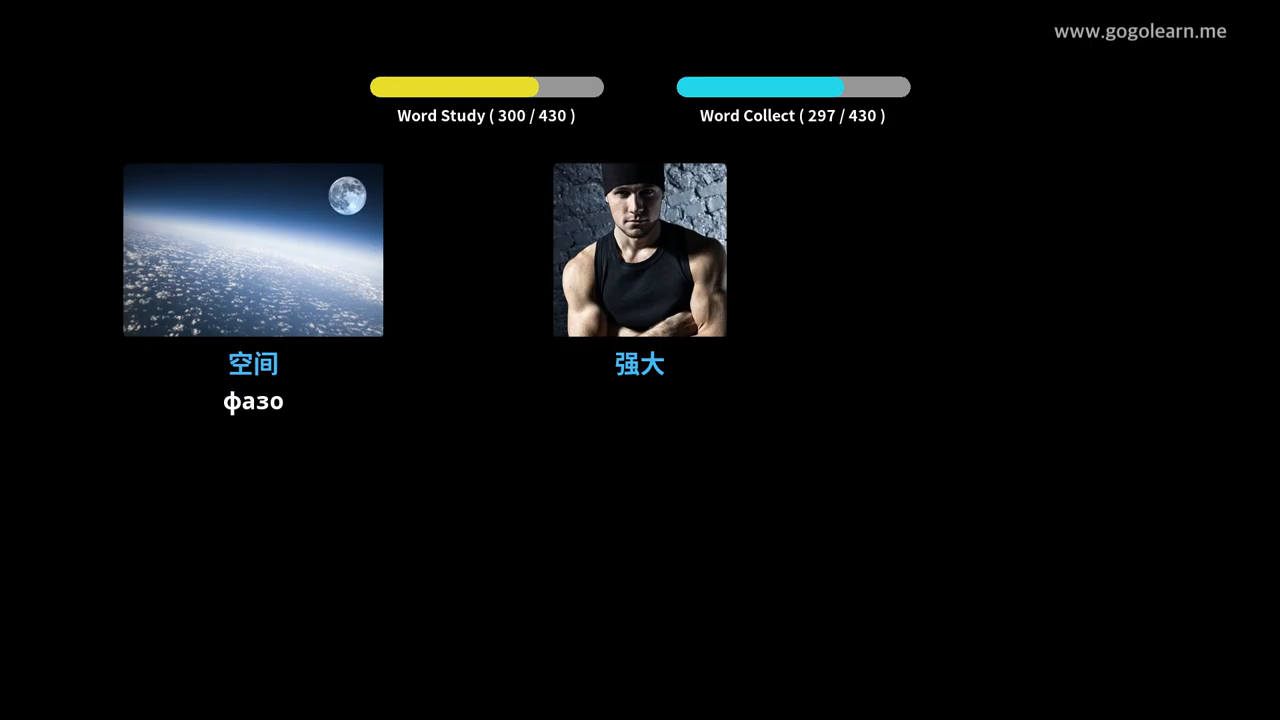 www.gogolearn.me
Word Study ( 300 / 430 )
Word Collect ( 297 / 430 )
空间
强大
фазо